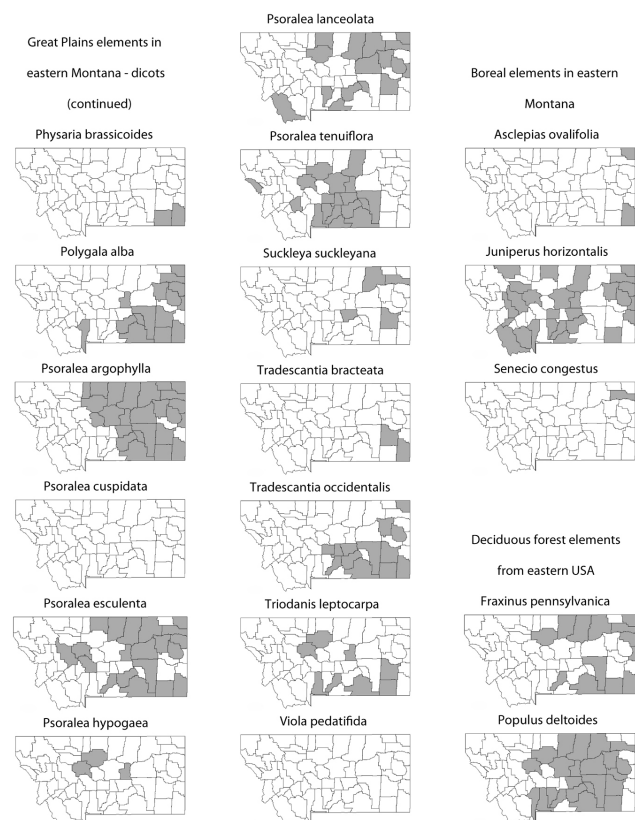 Great Plains elements in
eastern Montana - dicots
(continued)
Physaria brassicoides
Polygala alba
Psoralea argophylla
Psoralea cuspidata
Psoralea esculenta
Psoralea hypogaea
Psoralea lanceolata
Psoralea tenuiflora
Suckleya suckleyana
Tradescantia bracteata
Tradescantia occidentalis
Triodanis leptocarpa
Viola pedatifida
Boreal elements in eastern
Montana
Asclepias ovalifolia
Juniperus horizontalis
Senecio congestus
Deciduous forest elements
from eastern USA
Fraxinus pennsylvanica
Populus deltoides